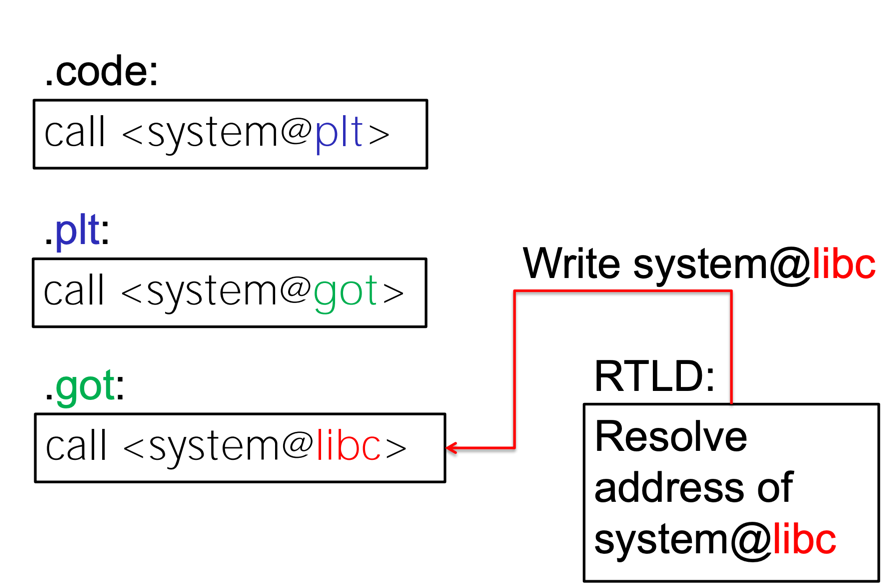 .code:
call <system@plt>
.plt:
call <system@got>
Write system@libc
.got:
call <system@libc>
RTLD:
Resolve
address of
system@libc